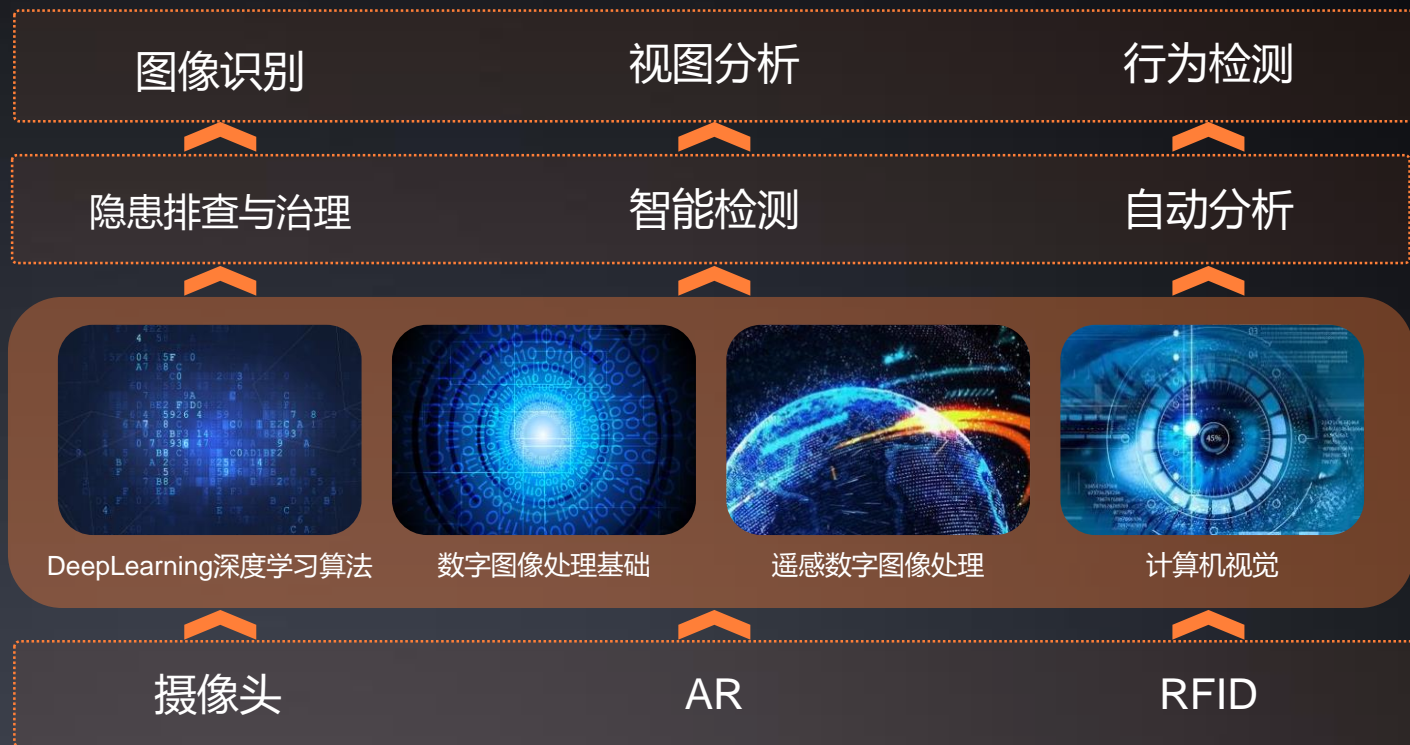 图像识别
视图分析
行为检测
隐患排查与治理
智能检测
自动分析
45%
DeepLearning深度学习算法
数字图像处理基础
遥感数字图像处理
计算机视觉
摄像头
AR
RFID